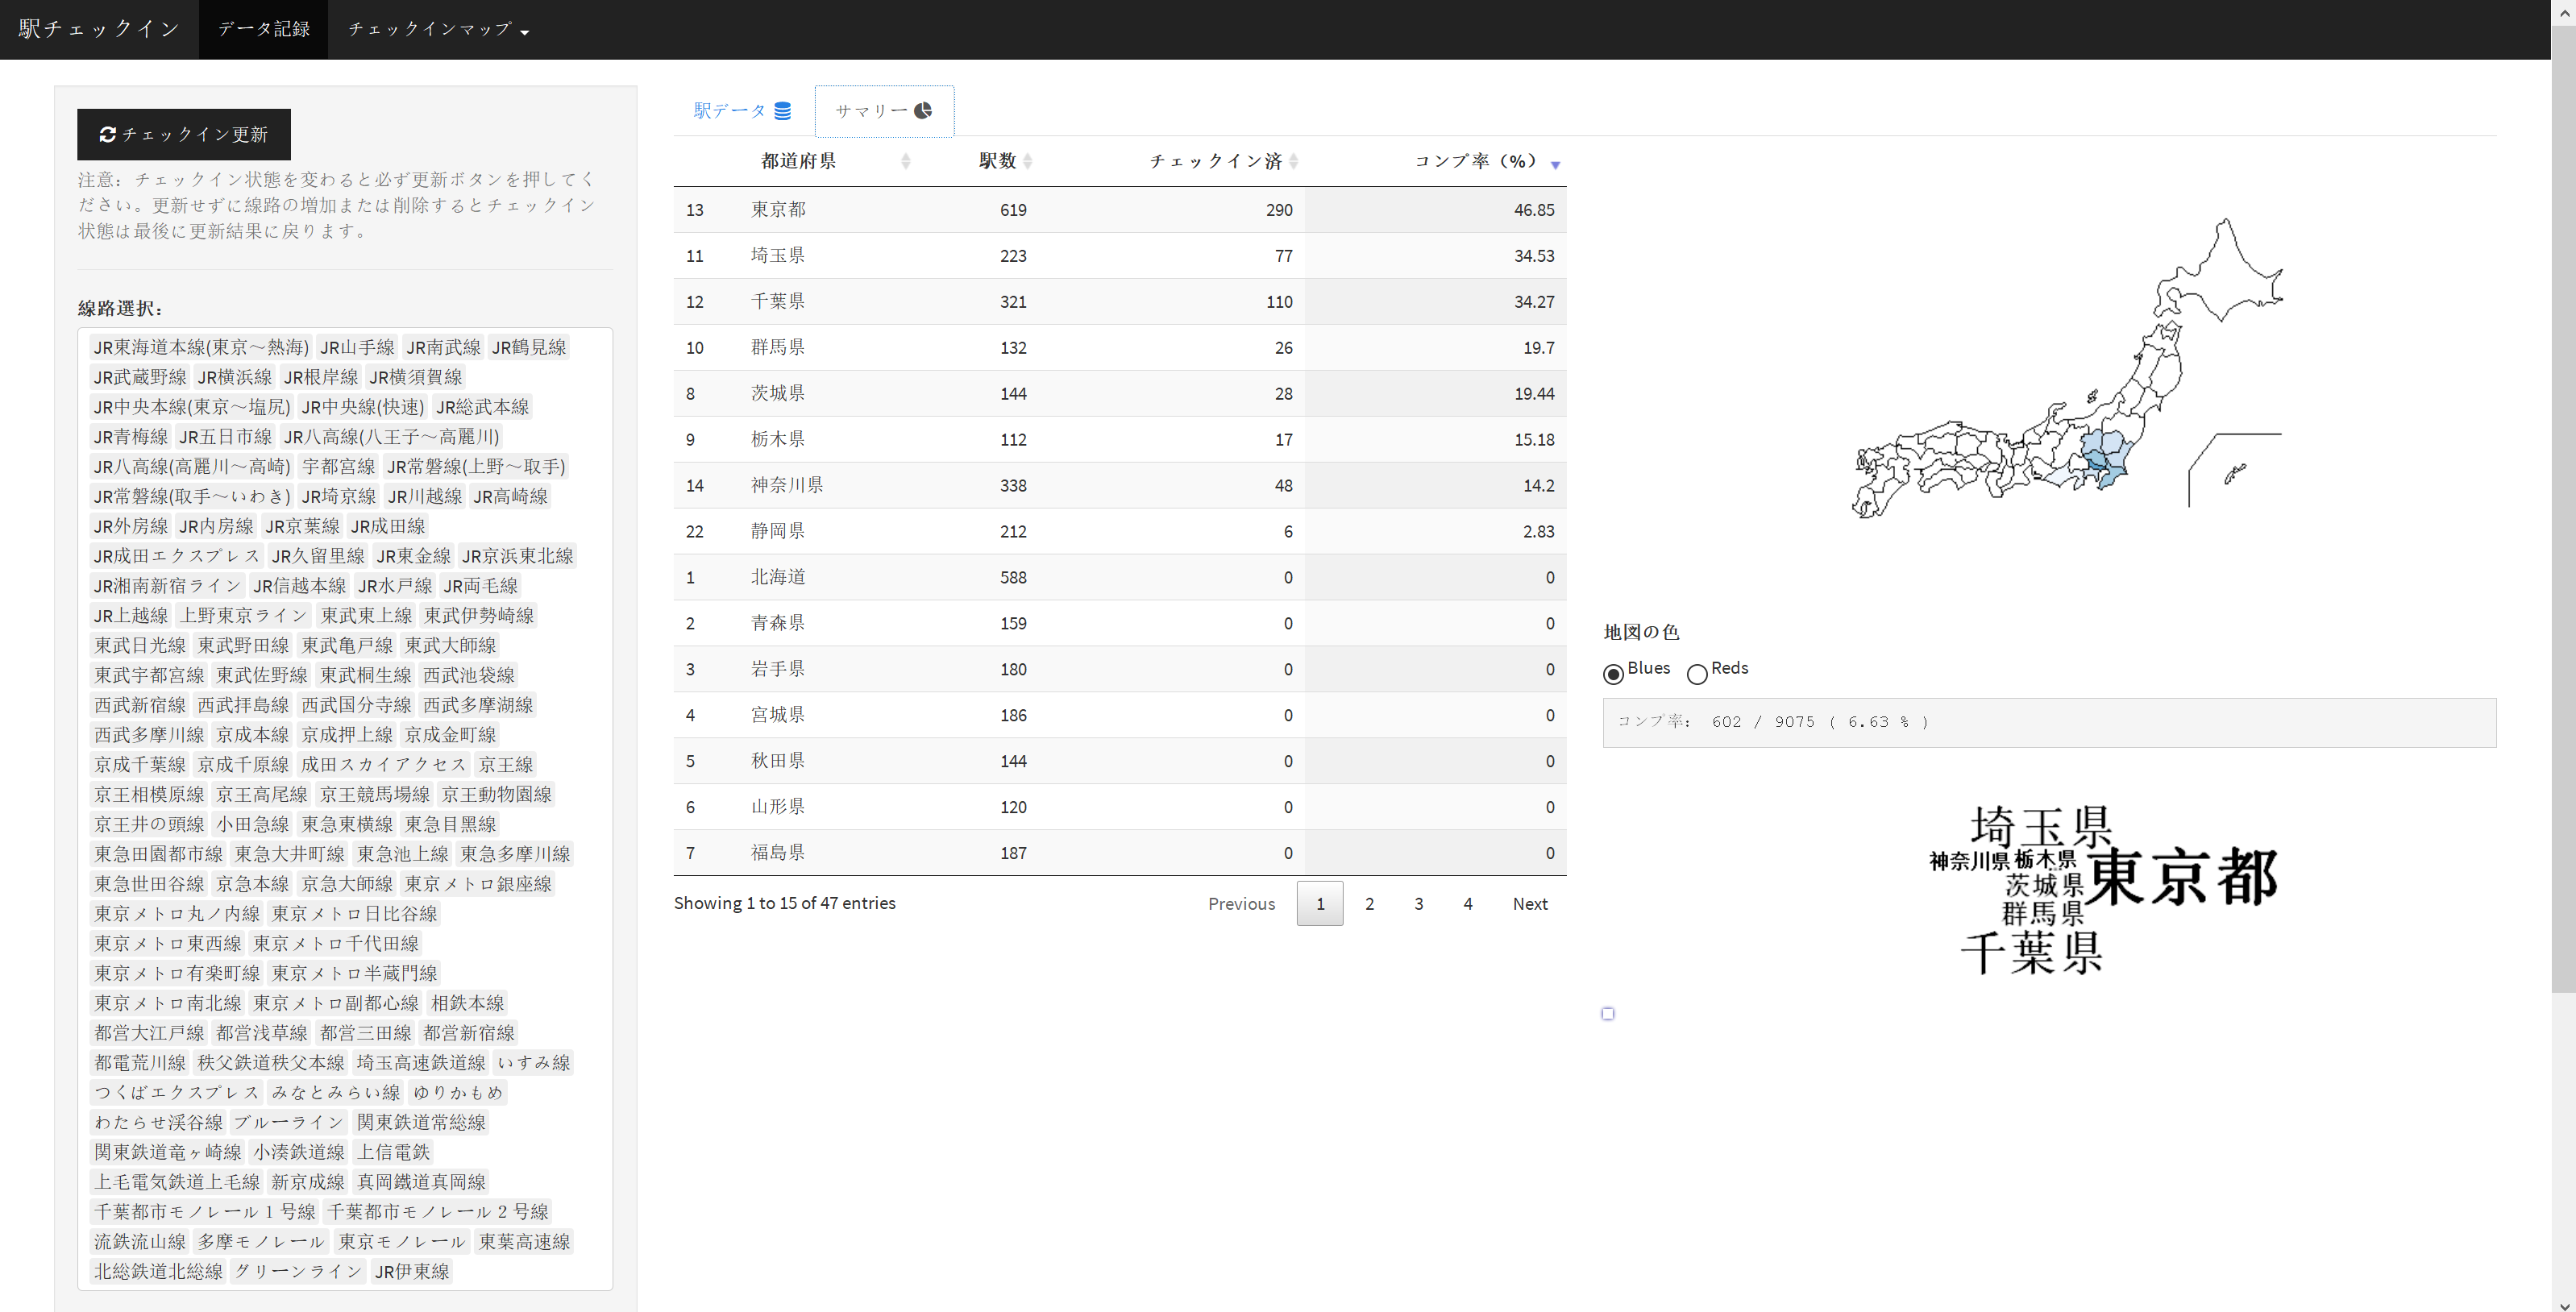 駅チェックイン データ記録 チェックインマップ
チェックイン更新
注意：チェックイン状態を変わると必ず更新ボタンを押してく
ださい。更新せずに線路の増加または削除するとチェックイン
状態は最後に更新結果に戻ります。
線路選択：
JR東海道本線(東京～熱海) JR山手線 JR南武線 JR鶴見線
JR武蔵野線 JR横浜線 JR根岸線 JR横須賀線
JR中央本線(東京～塩尻) JR中央線(快速) JR総武本線
JR青梅線 JR五日市線 JR八高線(八王子～高麗川)
JR八高線(高麗川～高崎) 宇都宮線 JR常磐線(上野～取手)
JR常磐線(取手～いわき) JR埼京線 JR川越線 JR高崎線
JR外房線 JR内房線 JR京葉線 JR成田線
JR成田エクスプレス JR久留里線 JR東金線 JR京浜東北線
JR湘南新宿ライン JR信越本線 JR水戸線 JR両毛線
JR上越線 上野東京ライン 東武東上線 東武伊勢崎線
東武日光線 東武野田線 東武亀戸線 東武大師線
東武宇都宮線 東武佐野線 東武桐生線 西武池袋線
西武新宿線 西武拝島線 西武国分寺線 西武多摩湖線
西武多摩川線 京成本線 京成押上線 京成金町線
京成千葉線 京成千原線 成田スカイアクセス 京王線
京王相模原線 京王高尾線 京王競馬場線 京王動物園線
京王井の頭線 小田急線 東急東横線 東急目黒線
東急田園都市線 東急大井町線 東急池上線 東急多摩川線
東急世田谷線 京急本線 京急大師線 東京メトロ銀座線
東京メトロ丸ノ内線 東京メトロ日比谷線
東京メトロ東西線 東京メトロ千代田線
東京メトロ有楽町線 東京メトロ半蔵門線
東京メトロ南北線 東京メトロ副都心線 相鉄本線
都営大江戸線 都営浅草線 都営三田線 都営新宿線
都電荒川線 秩父鉄道秩父本線 埼玉高速鉄道線 いすみ線
つくばエクスプレス みなとみらい線 ゆりかもめ
わたらせ渓谷線 ブルーライン 関東鉄道常総線
関東鉄道竜ヶ崎線 小湊鉄道線 上信電鉄
上毛電気鉄道上毛線 新京成線 真岡鐵道真岡線
千葉都市モノレール１号線 千葉都市モノレール２号線
流鉄流山線 多摩モノレール 東京モノレール 東葉高速線
北総鉄道北総線 グリーンライン JR伊東線
駅データ サマリー
都道府県 駅数 チェックイン済 コンプ率（%）
13 東京都 619 290 46.85
11 埼玉県 223 77 34.53
12 千葉県 321 110 34.27
10 群馬県 132 26 19.7
8 茨城県 144 28 19.44
9 栃木県 112 17 15.18
14 神奈川県 338 48 14.2
22 静岡県 212 6 2.83
1 北海道 588 0 0
2 青森県 159 0 0
3 岩手県 180 0 0
4 宮城県 186 0 0
5 秋田県 144 0 0
6 山形県 120 0 0
7 福島県 187 0 0
Showing 1 to 15 of 47 entries Previous 1 2 3 4 Next
地図の色
Blues Reds
コンプ率： 602 / 9075 ( 6.63 % )
埼玉県
神奈川県 栃木県 東京都
茨城県
群馬県
千葉県